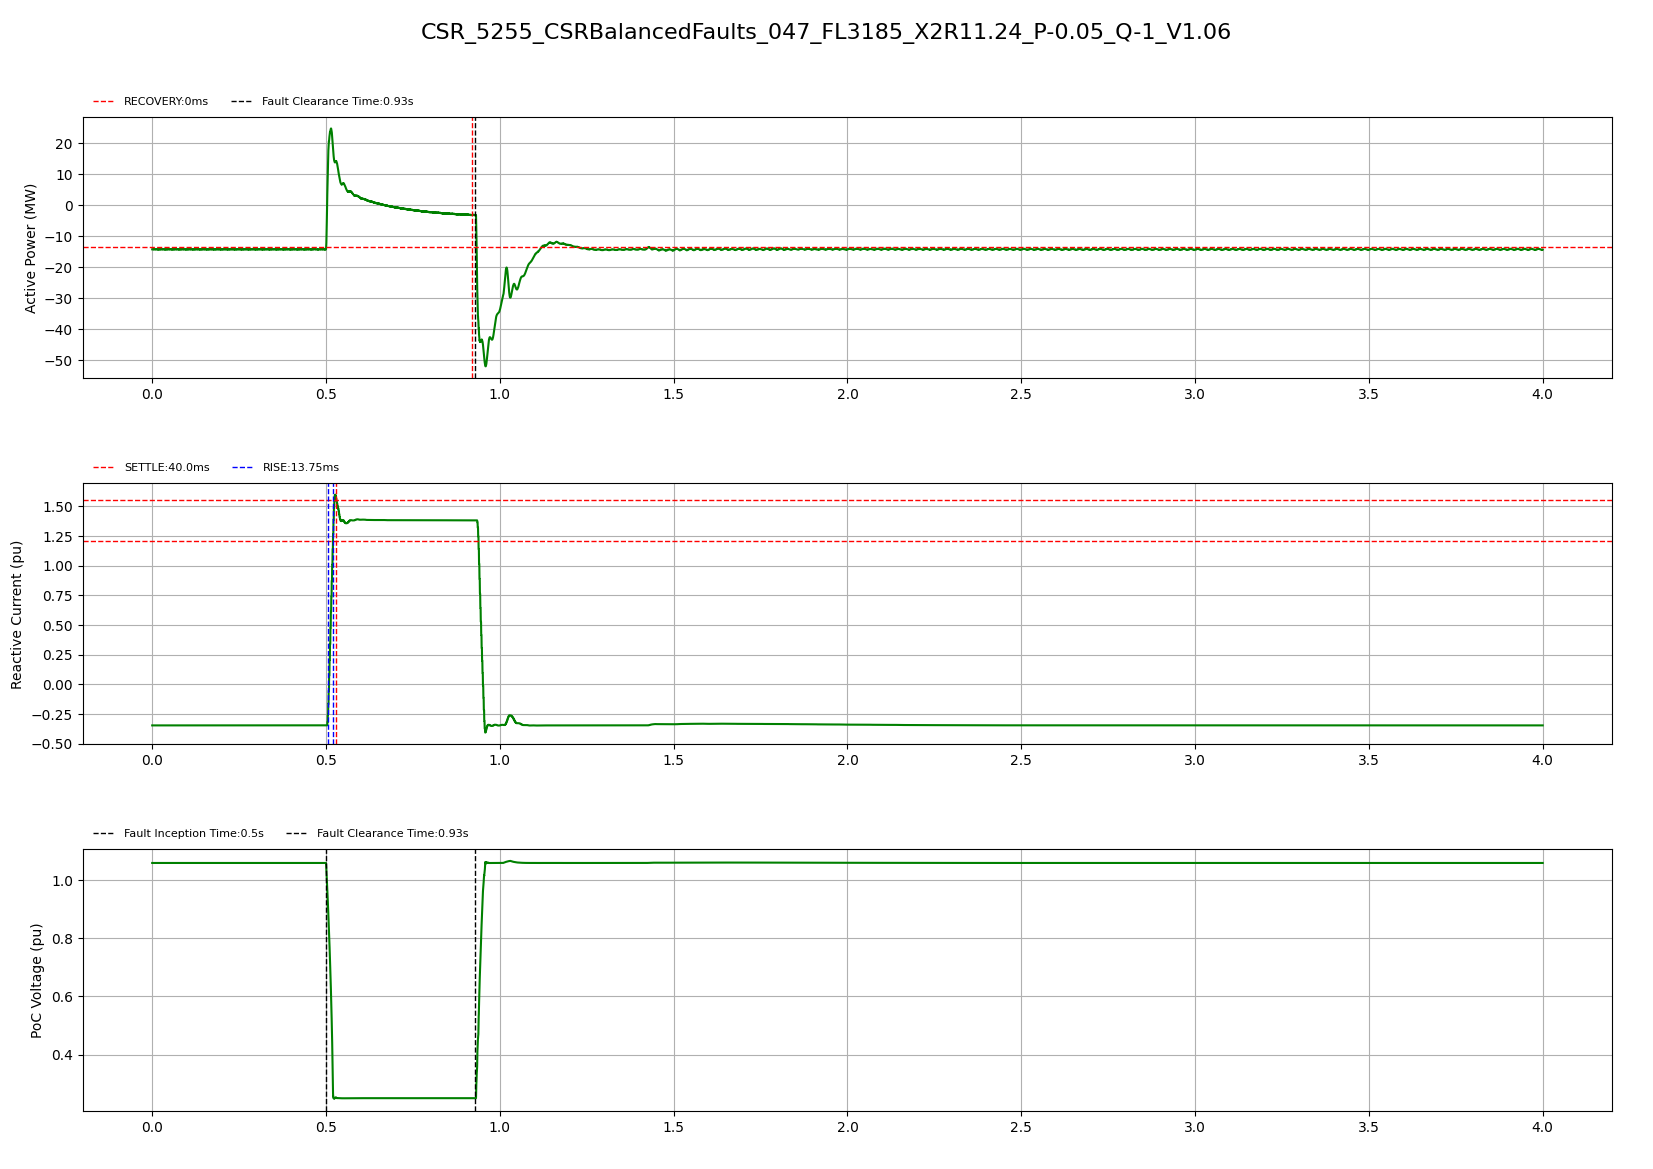 CSR_5255_CSRBalancedFaults_047_FL3185_X2R11.24_P-0.05_Q-1_V1.06
RECOVERY:0ms Fault Clearance Time:0.93s
Active Power (MW)
20
10
0
−10
−20
−30
−40
−50
0.0 0.5 1.0 1.5 2.0 2.5 3.0 3.5 4.0
SETTLE:40.0ms RISE:13.75ms
Reactive Current (pu)
1.50
1.25
1.00
0.75
0.50
0.25
0.00
−0.25
−0.50
0.0 0.5 1.0 1.5 2.0 2.5 3.0 3.5 4.0
Fault Inception Time:0.5s Fault Clearance Time:0.93s
PoC Voltage (pu)
1.0
0.8
0.6
0.4
0.0 0.5 1.0 1.5 2.0 2.5 3.0 3.5 4.0